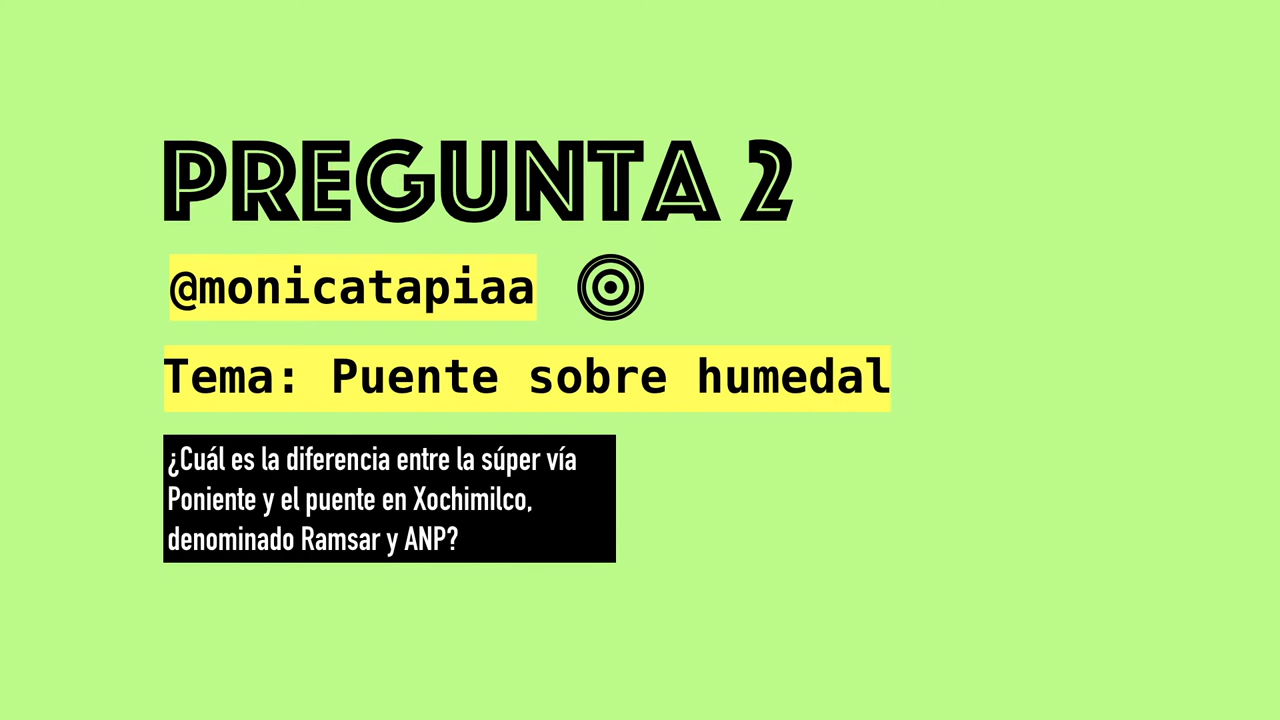 PREGUNTA 2
@monicatapiaa
Tema: Puente sobre humedal
¿Cuál es la diferencia entre la súper vía
Poniente y el puente en Xochimilco,
denominado Ramsar y ANP?